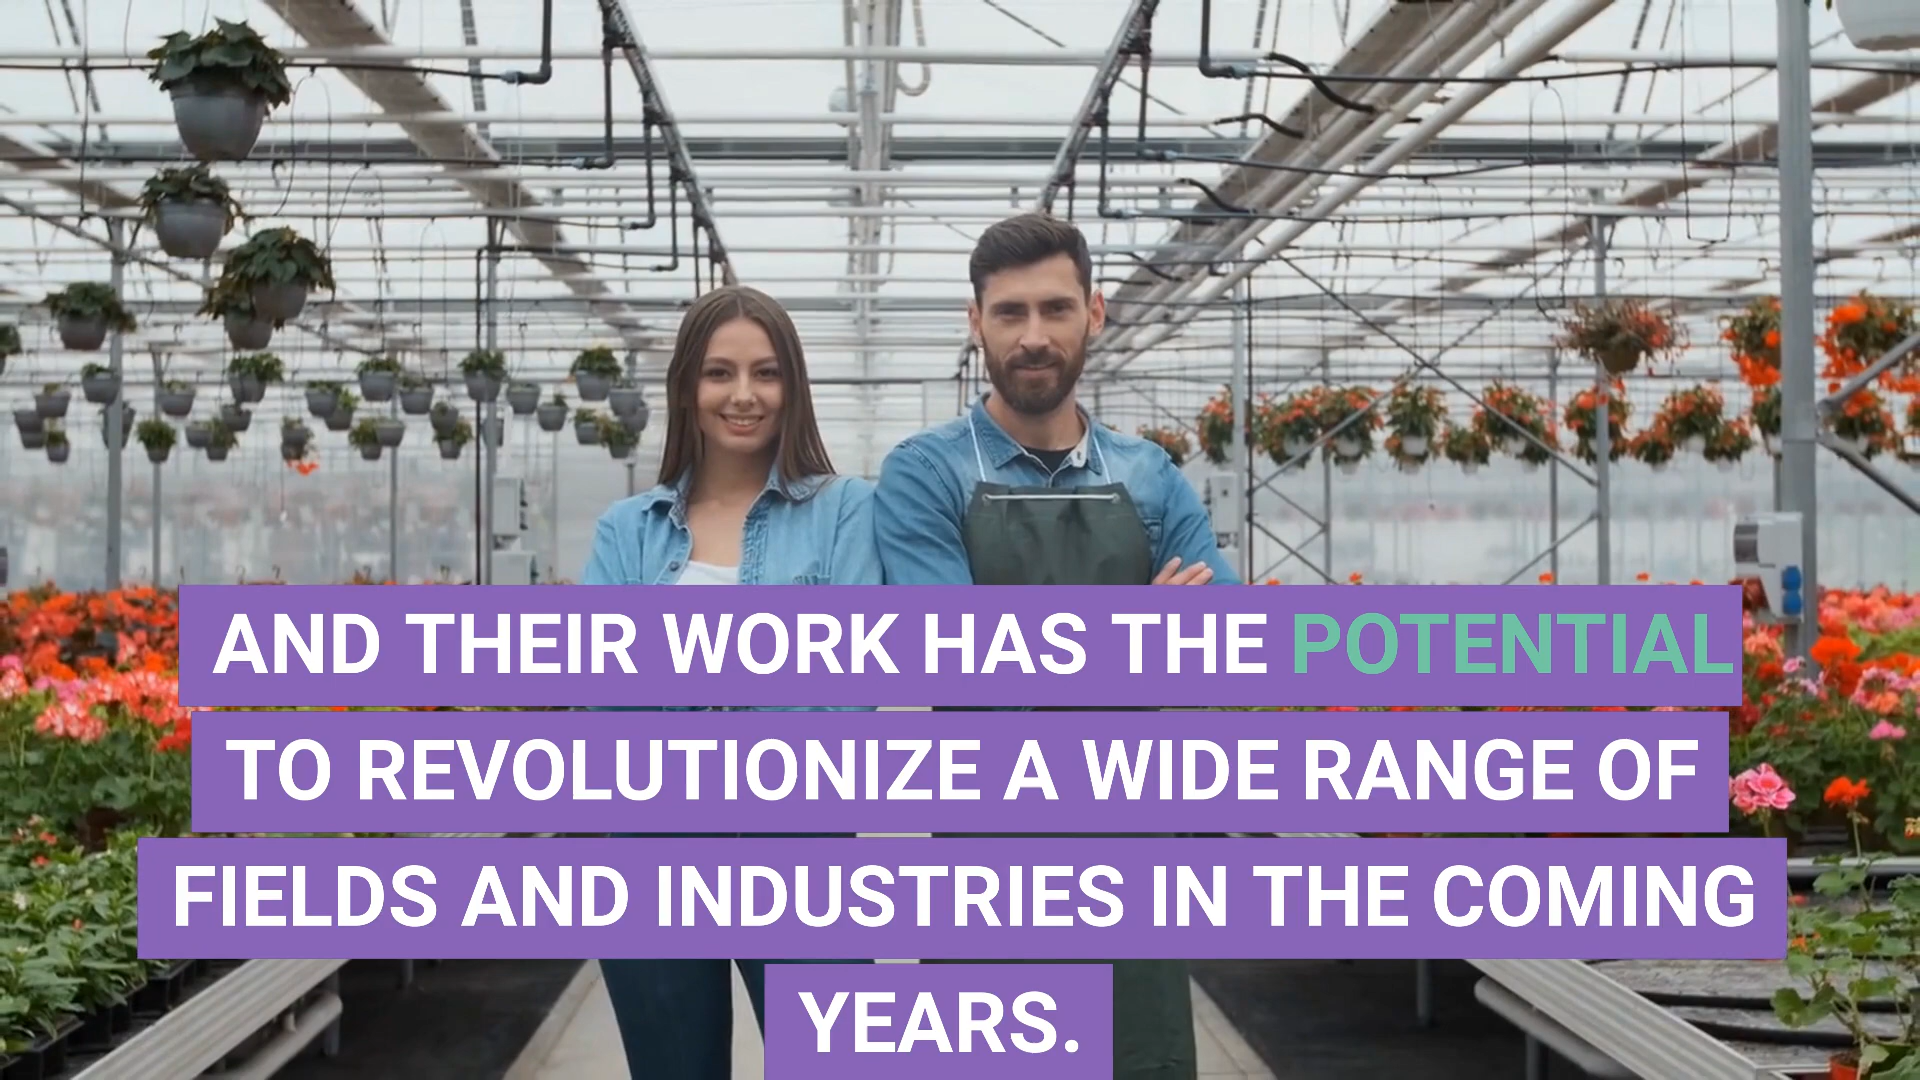 AND THEIR WORK HAS THE POTENTIAL
TO REVOLUTIONIZE A WIDE RANGE OF
FIELDS AND INDUSTRIES IN THE COMING
YEARS.